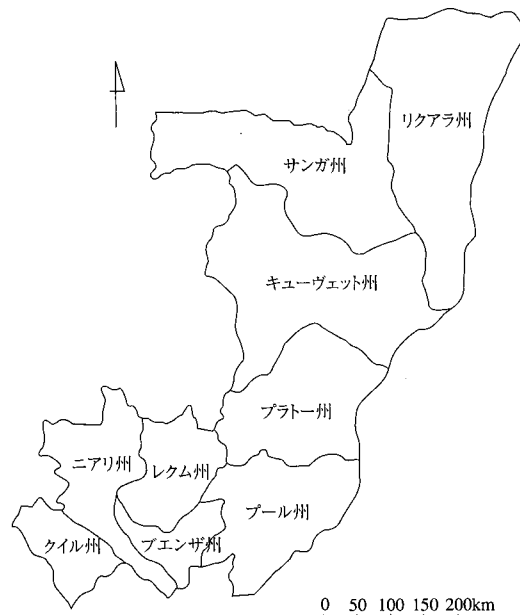 リクアラ州
サンガ州
キューヴェット州
プラトー州
ニアリ州
レクム州
プール州
クイル州
ブエンザ州
0 50 100 150 200km